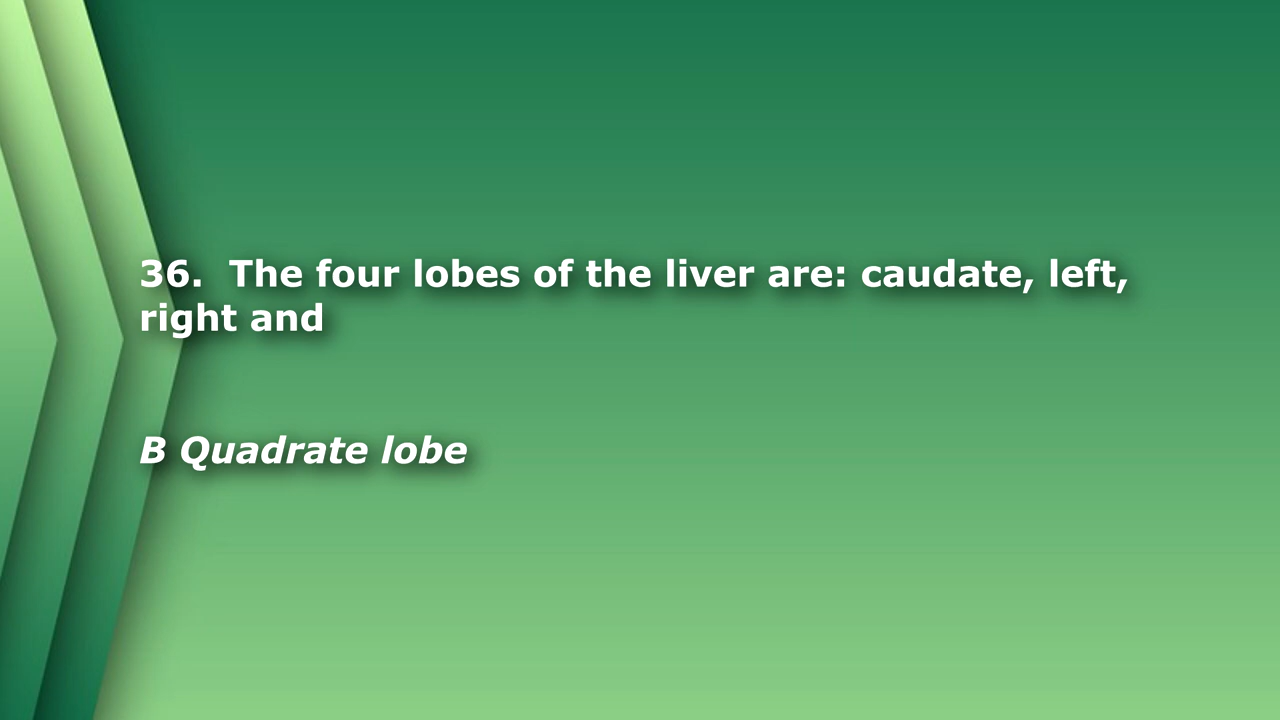 36.  The four lobes of the liver are: caudate, left,
right and
B Quadrate lobe